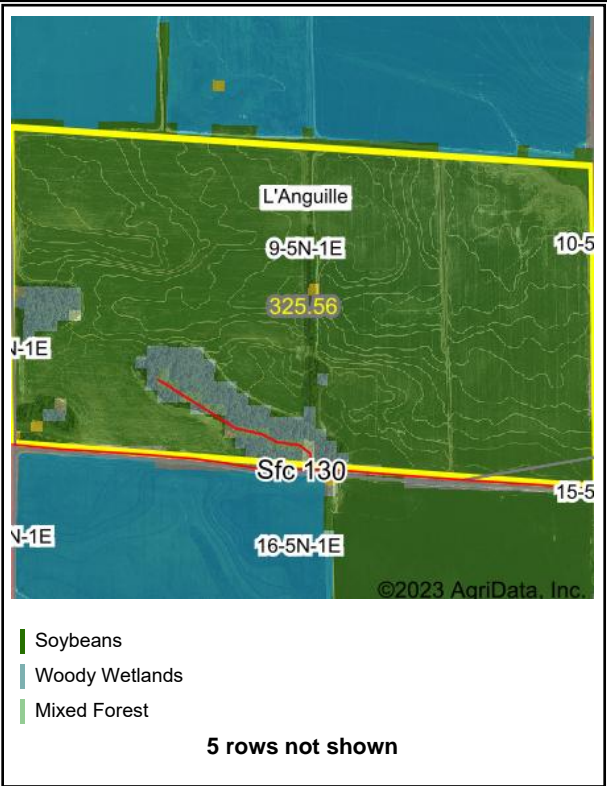 L'Anguille
9-5N-1E
10-5
325.56
N-1E
Sfc 130
15-5
N-1E
16-5N-1E
©2023 AgriData, Inc.
Soybeans
Woody Wetlands
Mixed Forest
5 rows not shown